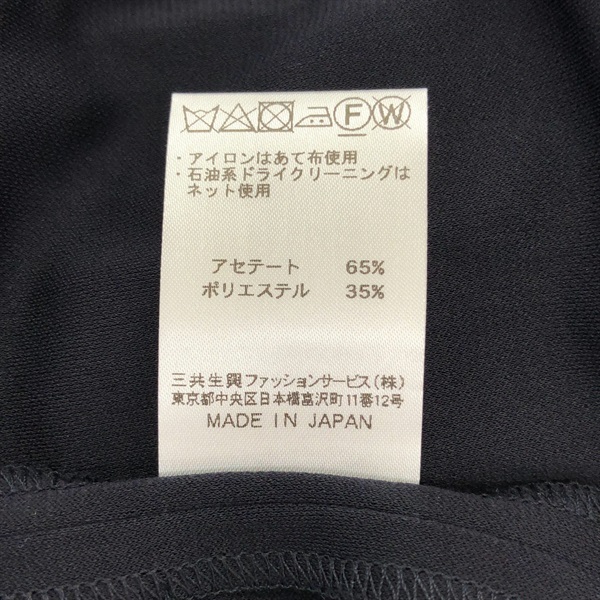 F W
・アイロンはあて布使用
・石油系ドライクリーニングは
ネット使用
アセテート 65%
ポリエステル 35%
三共生興ファッションサービス(株)
東京都中央区日本橋富沢町11番12号
MADE IN JAPAN